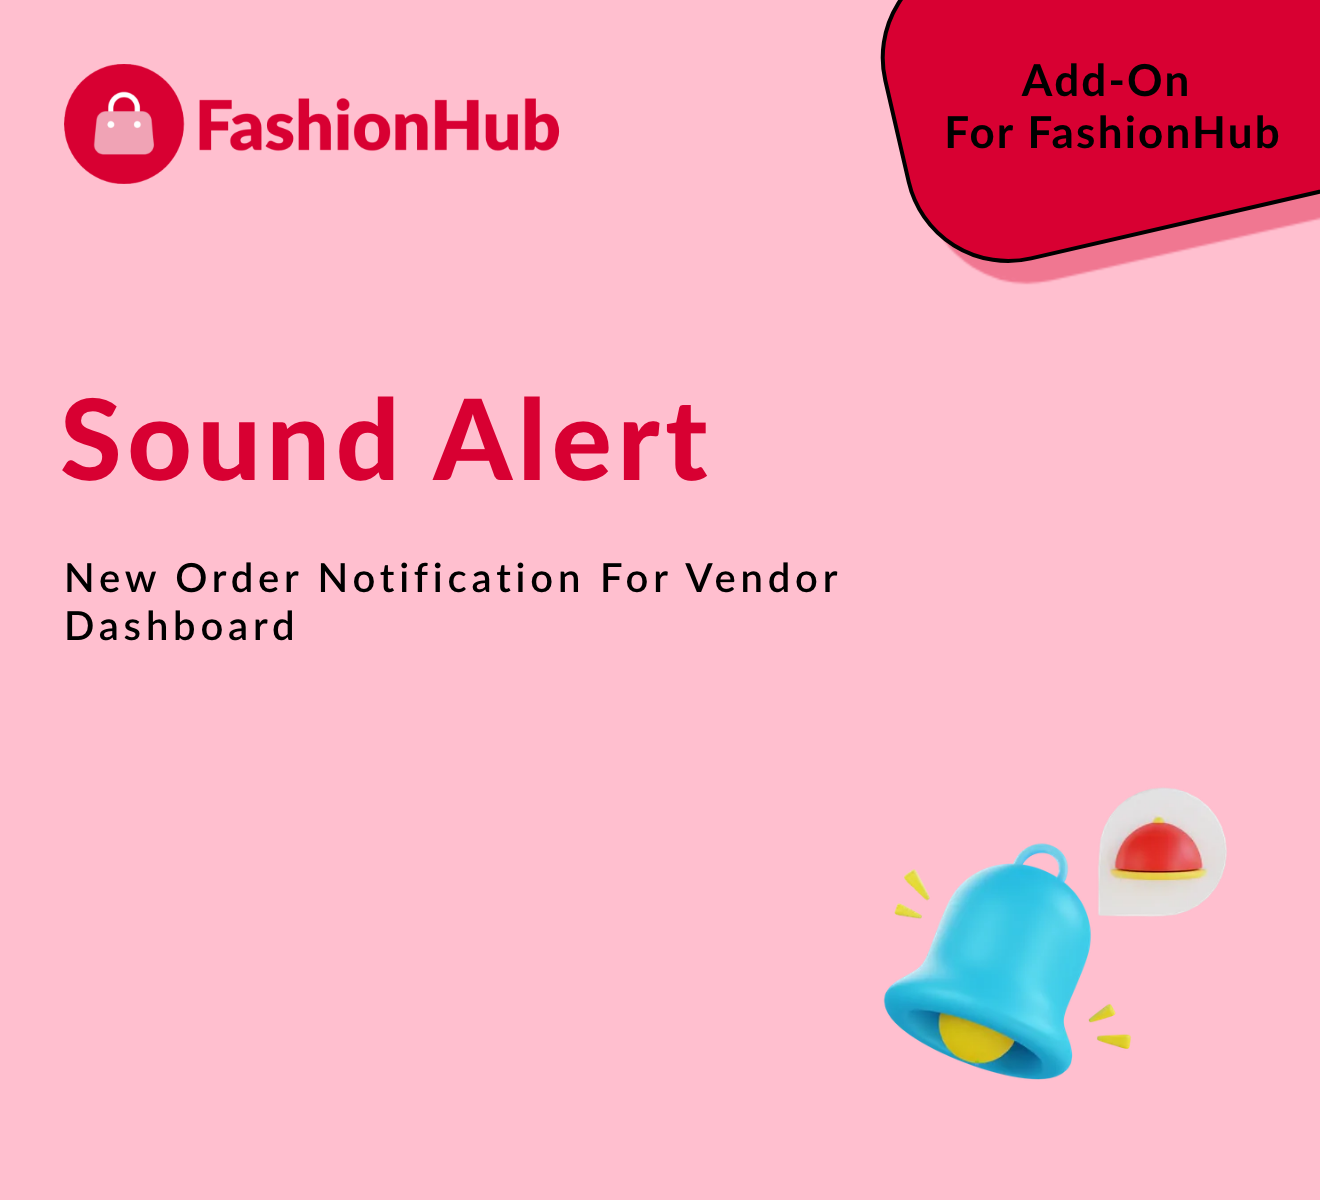 FashionHub
Add-On
For FashionHub
Sound Alert
New Order Notification For Vendor
Dashboard